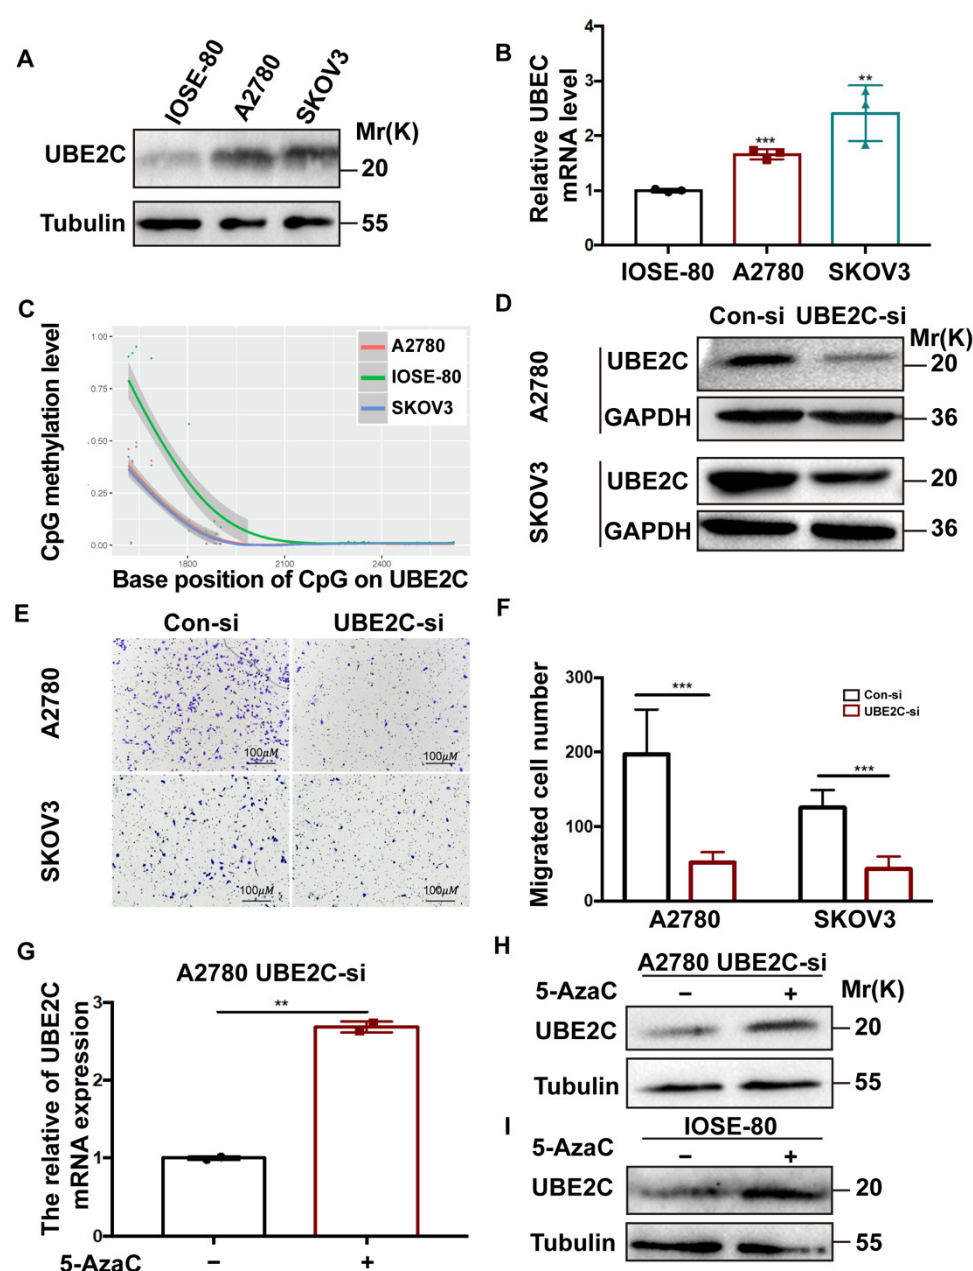 A
IOSE-80
A2780
SKOV3
Mr(K)
UBE2C
20
Tubulin
55
B
Relative UBEC
mRNA level
4
3
2
1
0
***
**
IOSE-80
A2780
SKOV3
C
CpG methylation level
1.00
0.75
0.50
0.25
0.00
A2780
IOSE-80
SKOV3
1800
2100
2400
Base position of CpG on UBE2C
D
Con-si UBE2C-si
Mr(K)
A2780
UBE2C
20
GAPDH
36
SKOV3
UBE2C
20
GAPDH
36
E
Con-si
UBE2C-si
A2780
100μM
100μM
SKOV3
100μM
100μM
F
Migrated cell number
300
200
100
0
***
***
Con-si
UBE2C-si
A2780
SKOV3
G
A2780 UBE2C-si
The relative of UBE2C
mRNA expression
3
2
1
0
**
5-AzaC
−
+
H
A2780 UBE2C-si
5-AzaC
−
+
Mr(K)
UBE2C
20
Tubulin
55
I
IOSE-80
5-AzaC
−
+
UBE2C
20
Tubulin
55